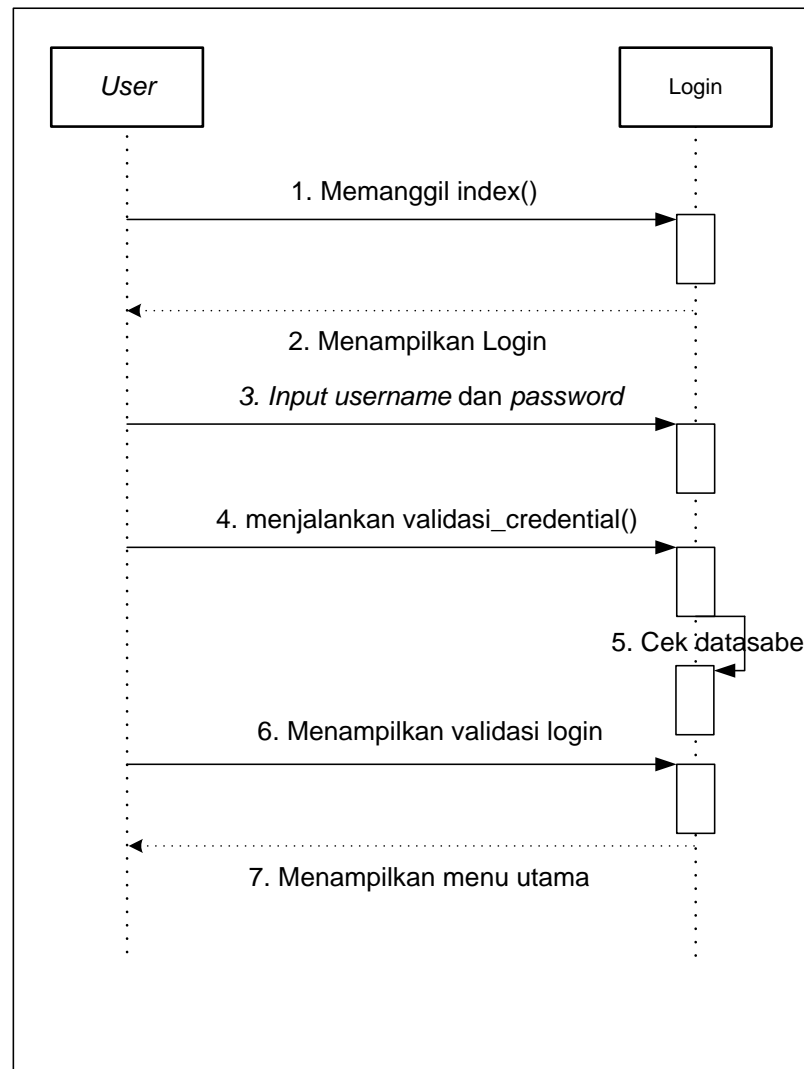 User
Login
1. Memanggil index()
2. Menampilkan Login
3. Input username dan password
4. menjalankan validasi_credential()
5. Cek datasabe
6. Menampilkan validasi login
7. Menampilkan menu utama